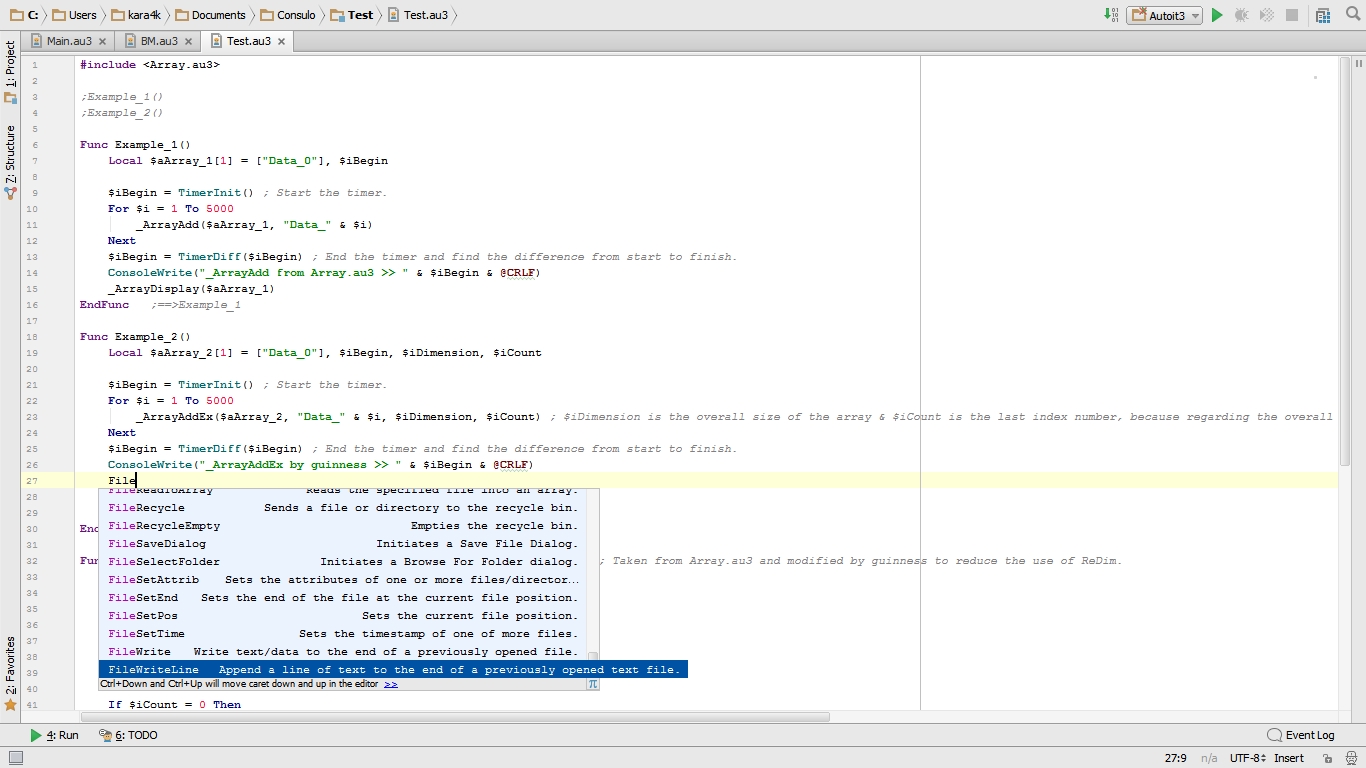 C: Users kara4k Documents Consulo Test Test.au3 Autoit3
Main.au3 BM.au3 Test.au3
1: Project
Z: Structure
2: Favorites
1 #include <Array.au3>
2
3 ;Example_1()
4 ;Example_2()
5
6 Func Example_1()
7 Local $aArray_1[1] = ["Data_0"], $iBegin
8
9 $iBegin = TimerInit() ; Start the timer.
10 For $i = 1 To 5000
11 _ArrayAdd($aArray_1, "Data_" & $i)
12 Next
13 $iBegin = TimerDiff($iBegin) ; End the timer and find the difference from start to finish.
14 ConsoleWrite("_ArrayAdd from Array.au3 >> " & $iBegin & @CRLF)
15 _ArrayDisplay($aArray_1)
16 EndFunc ;==>Example_1
17
18 Func Example_2()
19 Local $aArray_2[1] = ["Data_0"], $iBegin, $iDimension, $iCount
20
21 $iBegin = TimerInit() ; Start the timer.
22 For $i = 1 To 5000
23 _ArrayAddEx($aArray_2, "Data_" & $i, $iDimension, $iCount) ; $iDimension is the overall size of the array & $iCount is the last index number, because regarding the overall
24 Next
25 $iBegin = TimerDiff($iBegin) ; End the timer and find the difference from start to finish.
26 ConsoleWrite("_ArrayAddEx by guinness >> " & $iBegin & @CRLF)
27 File
28 FileReadToArray Reads the specified file into an array.
29 FileRecycle Sends a file or directory to the recycle bin.
30 End FileRecycleEmpty Empties the recycle bin.
31 FileSaveDialog Initiates a Save File Dialog.
32 Fun FileSelectFolder Initiates a Browse For Folder dialog. ; Taken from Array.au3 and modified by guinness to reduce the use of ReDim.
33 FileSetAttrib Sets the attributes of one or more files/director...
34 FileSetEnd Sets the end of the file at the current file position.
35 FileSetPos Sets the current file position.
36 FileSetTime Sets the timestamp of one of more files.
37 FileWrite Write text/data to the end of a previously opened file.
38
39 FileWriteLine Append a line of text to the end of a previously opened text file.
40 Ctrl+Down and Ctrl+Up will move caret down and up in the editor >> π
41 If $iCount = 0 Then
4: Run 6: TODO Event Log
27:9 n/a UTF-8 Insert